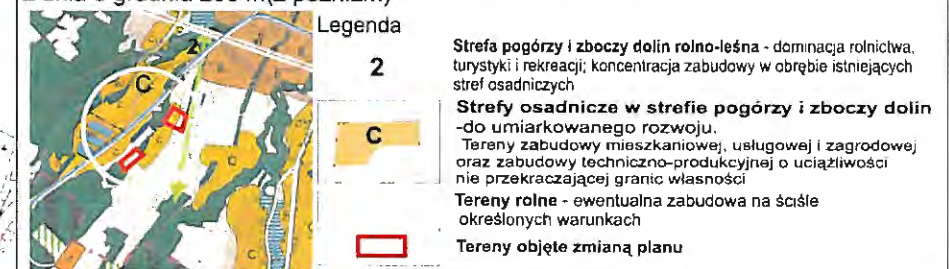 Legenda
2
Strefa pogórzy i zboczy dolin rolno-leśna - dominacja rolnictwa,
turystyki i rekreacji; koncentracja zabudowy w obrębie istniejących
stref osadniczych
C
Strefy osadnicze w strefie pogórzy i zboczy dolin
-do umiarkowanego rozwoju.
Tereny zabudowy mieszkaniowej, usługowej i zagrodowej
oraz zabudowy techniczno-produkcyjnej o uciążliwości
nie przekraczającej granic własności
Tereny rolne - ewentualna zabudowa na ściśle
określonych warunkach
Tereny objęte zmianą planu
2
C
C